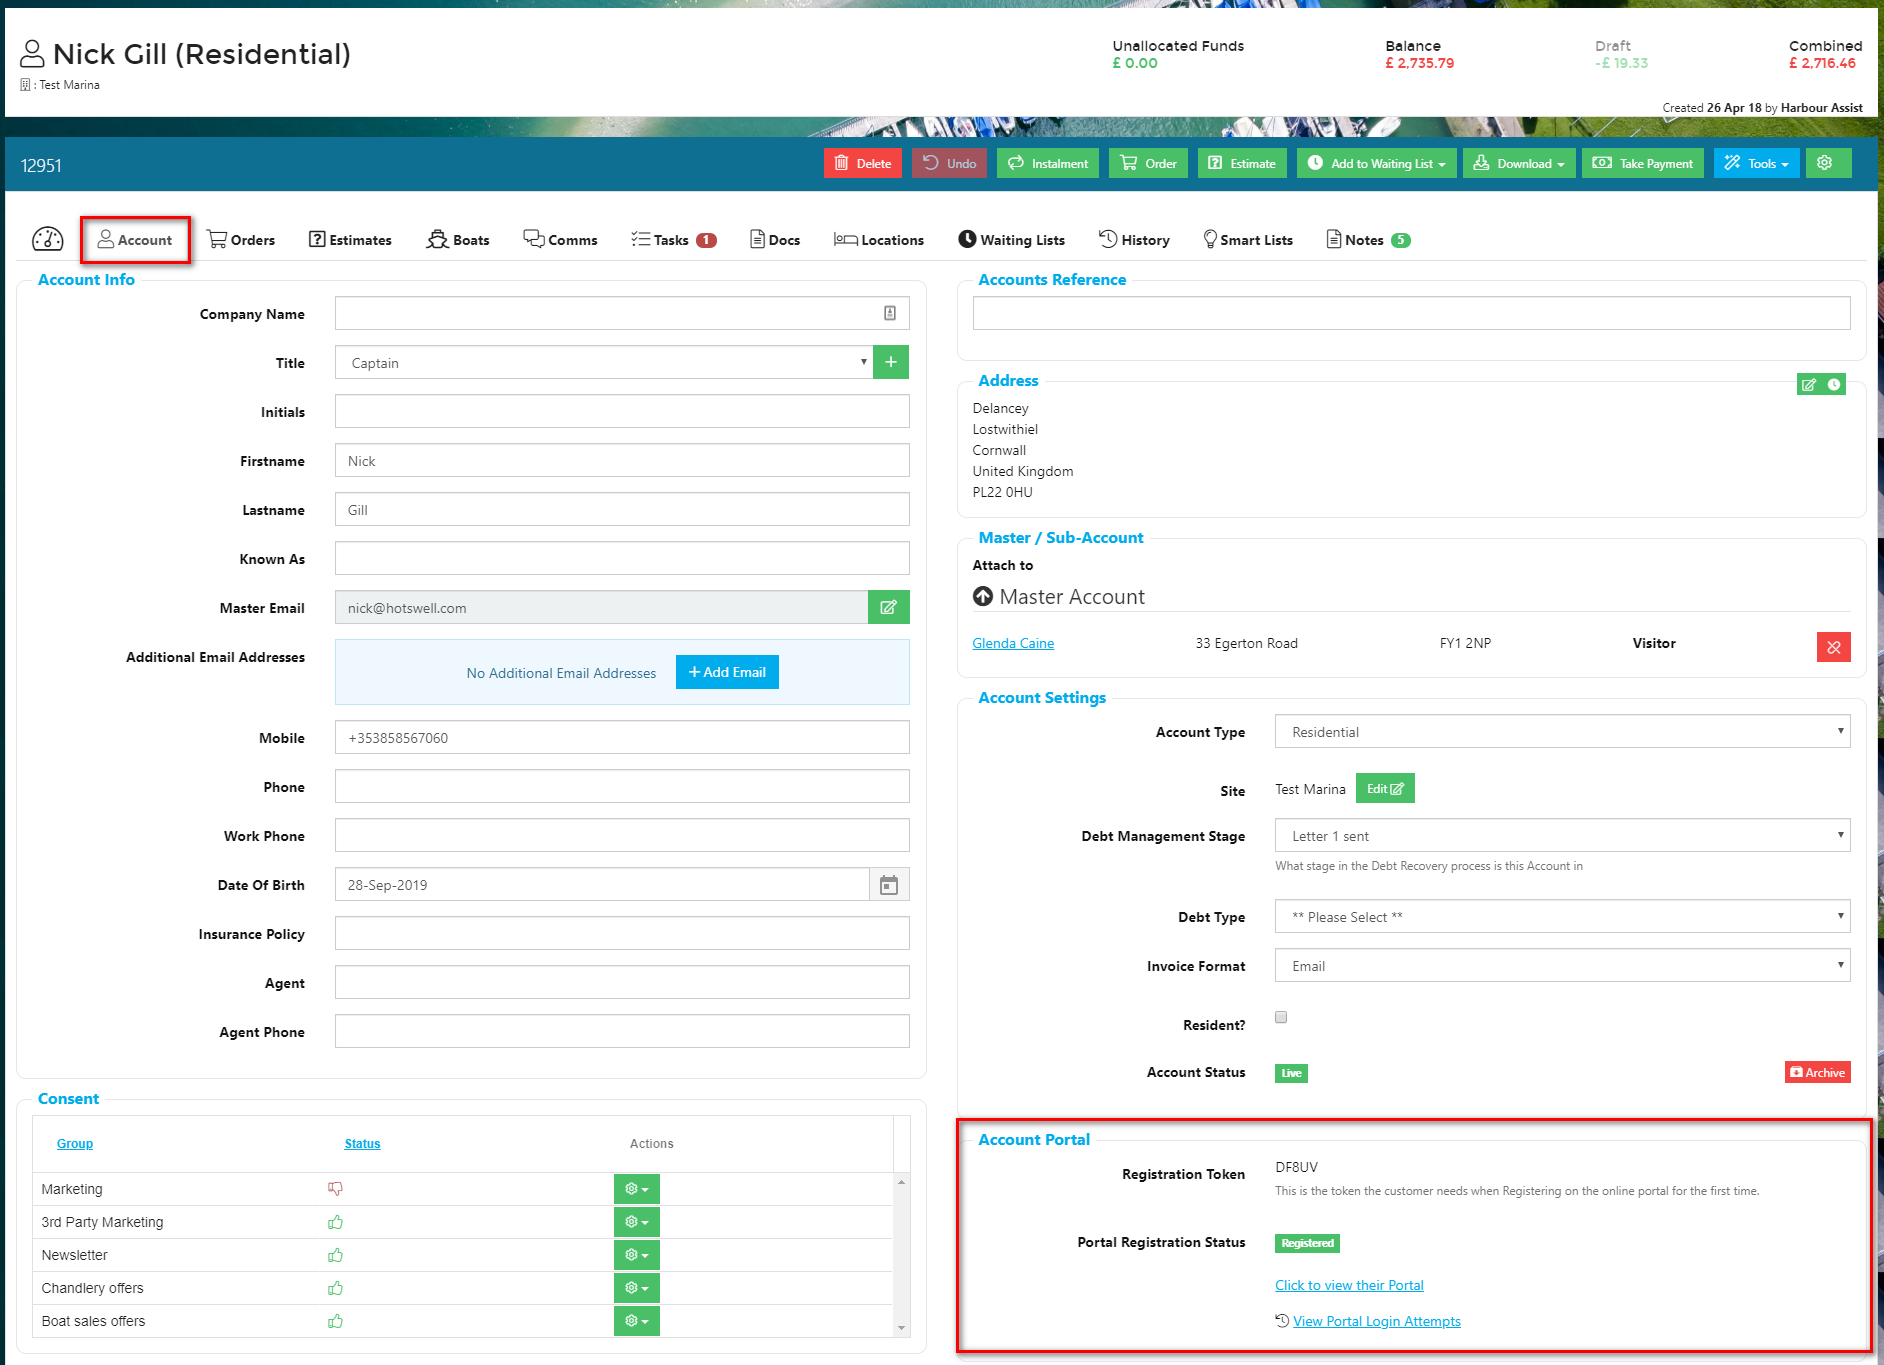 Nick Gill (Residential)
: Test Marina
Unallocated Funds
£ 0.00
Balance
£ 2,735.79
Draft
-£ 19.33
Combined
£ 2,716.46
Created 26 Apr 18 by Harbour Assist
12951
Delete
Undo
Instalment
Order
Estimate
Add to Waiting List
Download
Take Payment
Tools
Account
Orders
Estimates
Boats
Comms
Tasks 1
Docs
Locations
Waiting Lists
History
Smart Lists
Notes 5
Account Info
Company Name
Title Captain
Initials
Firstname Nick
Lastname Gill
Known As
Master Email nick@hotswell.com
Additional Email Addresses No Additional Email Addresses + Add Email
Mobile +353858567060
Phone
Work Phone
Date Of Birth 28-Sep-2019
Insurance Policy
Agent
Agent Phone
Consent
Group Status Actions
Marketing
3rd Party Marketing
Newsletter
Chandlery offers
Boat sales offers
Accounts Reference
Address
Delancey
Lostwithiel
Cornwall
United Kingdom
PL22 0HU
Master / Sub-Account
Attach to
Master Account
Glenda Caine 33 Egerton Road FY1 2NP Visitor
Account Settings
Account Type Residential
Site Test Marina Edit
Debt Management Stage Letter 1 sent
What stage in the Debt Recovery process is this Account in
Debt Type ** Please Select **
Invoice Format Email
Resident?
Account Status Live Archive
Account Portal
Registration Token DF8UV
This is the token the customer needs when Registering on the online portal for the first time.
Portal Registration Status Registered
Click to view their Portal
View Portal Login Attempts